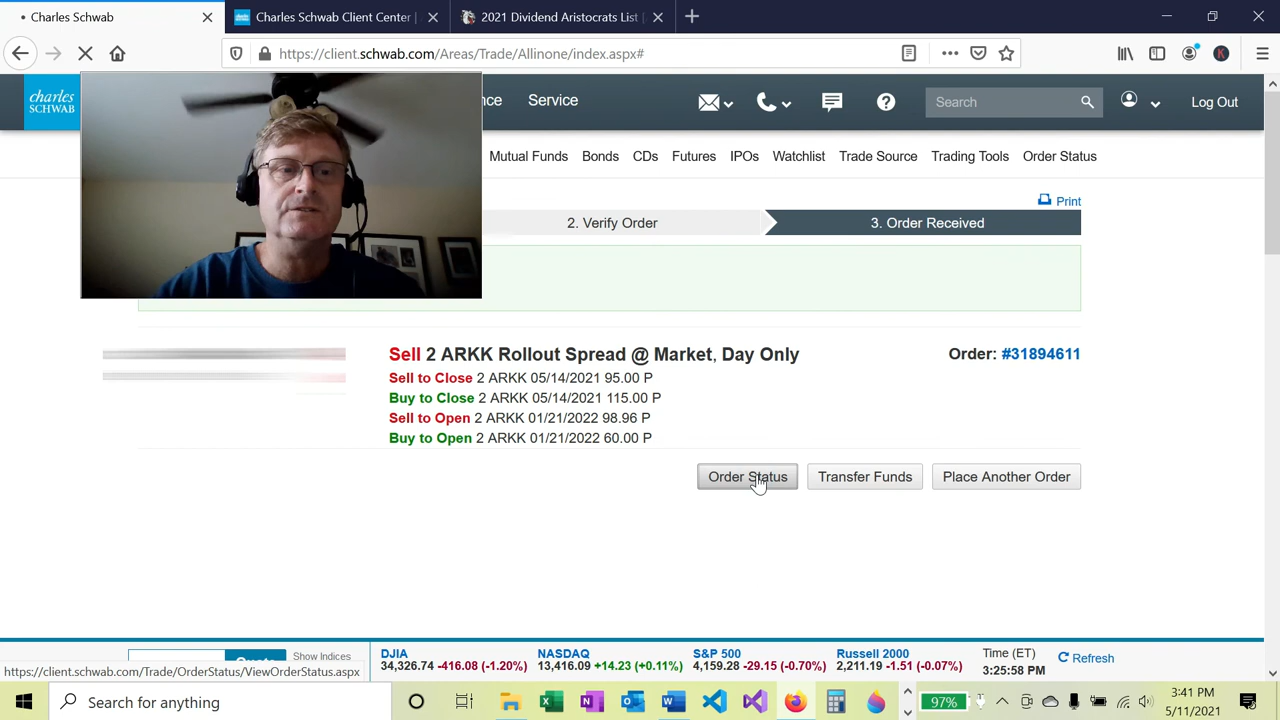 Charles Schwab
Charles Schwab Client Center |
2021 Dividend Aristocrats List |
https://client.schwab.com/Areas/Trade/Allinone/index.aspx#
charles
SCHWAB
nce Service
Search
Log Out
Mutual Funds Bonds CDs Futures IPOs Watchlist Trade Source Trading Tools Order Status
Print
2. Verify Order
3. Order Received
Sell 2 ARKK Rollout Spread @ Market, Day Only
Order: #31894611
Sell to Close 2 ARKK 05/14/2021 95.00 P
Buy to Close 2 ARKK 05/14/2021 115.00 P
Sell to Open 2 ARKK 01/21/2022 98.96 P
Buy to Open 2 ARKK 01/21/2022 60.00 P
Order Status
Transfer Funds
Place Another Order
Show Indices
DJIA
34,326.74 -416.08 (-1.20%)
NASDAQ
13,416.09 +14.23 (+0.11%)
S&P 500
4,159.28 -29.15 (-0.70%)
Russell 2000
2,211.19 -1.51 (-0.07%)
Time (ET)
3:25:58 PM
Refresh
https://client.schwab.com/Trade/OrderStatus/ViewOrderStatus.aspx
Search for anything
97%
3:41 PM
5/11/2021